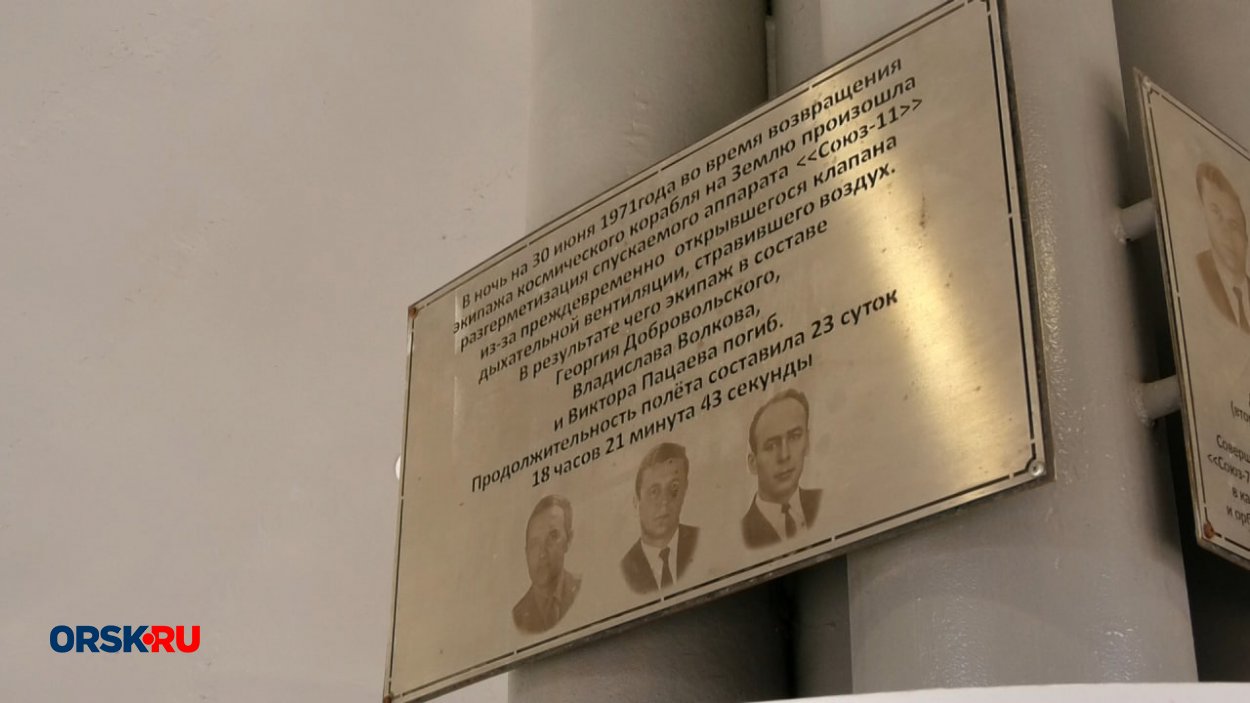 В ночь на 30 июня 1971года во время возвращения
экипажа космического корабля на Землю произошла
разгерметизация спускаемого аппарата <<Союз-11>>
из-за преждевременно открывшегося клапана
дыхательной вентиляции, стравившего воздух.
В результате чего экипаж в составе
Георгия Добровольского,
Владислава Волкова,
и Виктора Пацаева погиб.
Продолжительность полёта составила 23 суток
18 часов 21 минута 43 секунды
<<Союз-
в
и
ORSK.RU